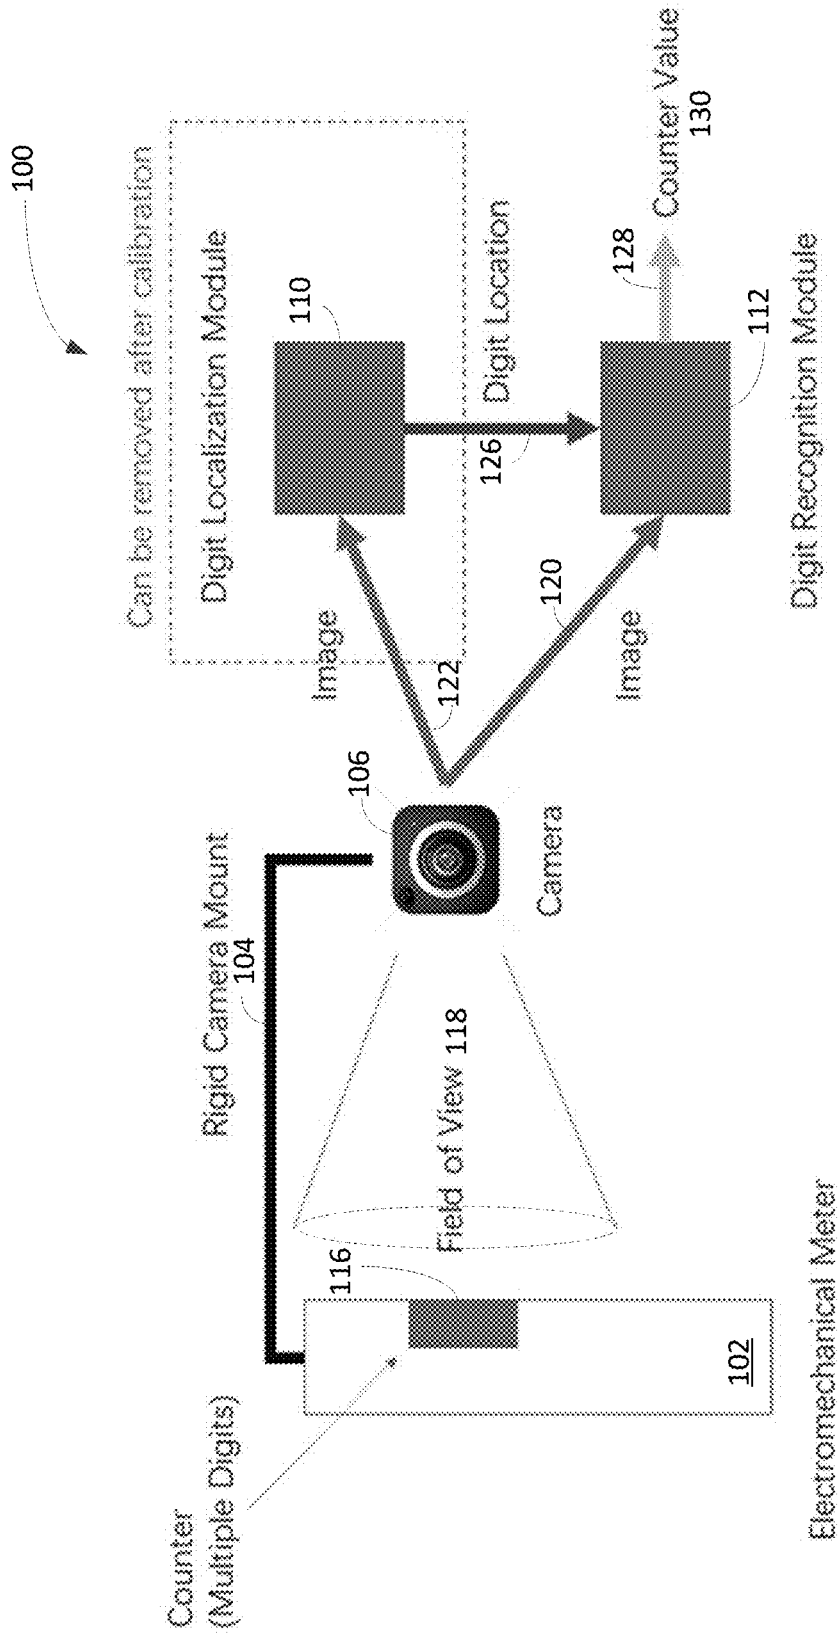 100
Can be removed after calibration
Digit Localization Module
110
Rigid Camera Mount
104
Counter
(Multiple Digits)
116
106
Image
122
Digit Location
126
Field of View 118
Camera
120
Image
128
Counter Value
130
112
102
Electromechanical Meter
Digit Recognition Module